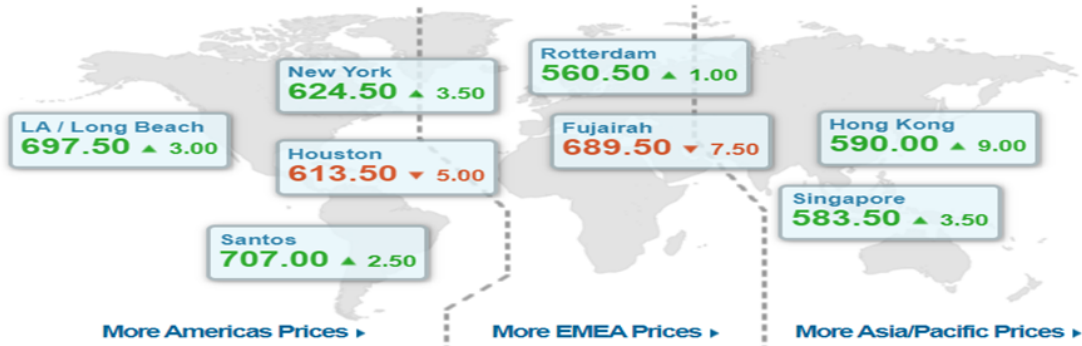 New York
624.50 ▲ 3.50
Rotterdam
560.50 ▲ 1.00
LA / Long Beach
697.50 ▲ 3.00
Houston
613.50 ▼ 5.00
Fujairah
689.50 ▼ 7.50
Hong Kong
590.00 ▲ 9.00
Singapore
583.50 ▲ 3.50
Santos
707.00 ▲ 2.50
More Americas Prices ▸
More EMEA Prices ▸
More Asia/Pacific Prices ▸